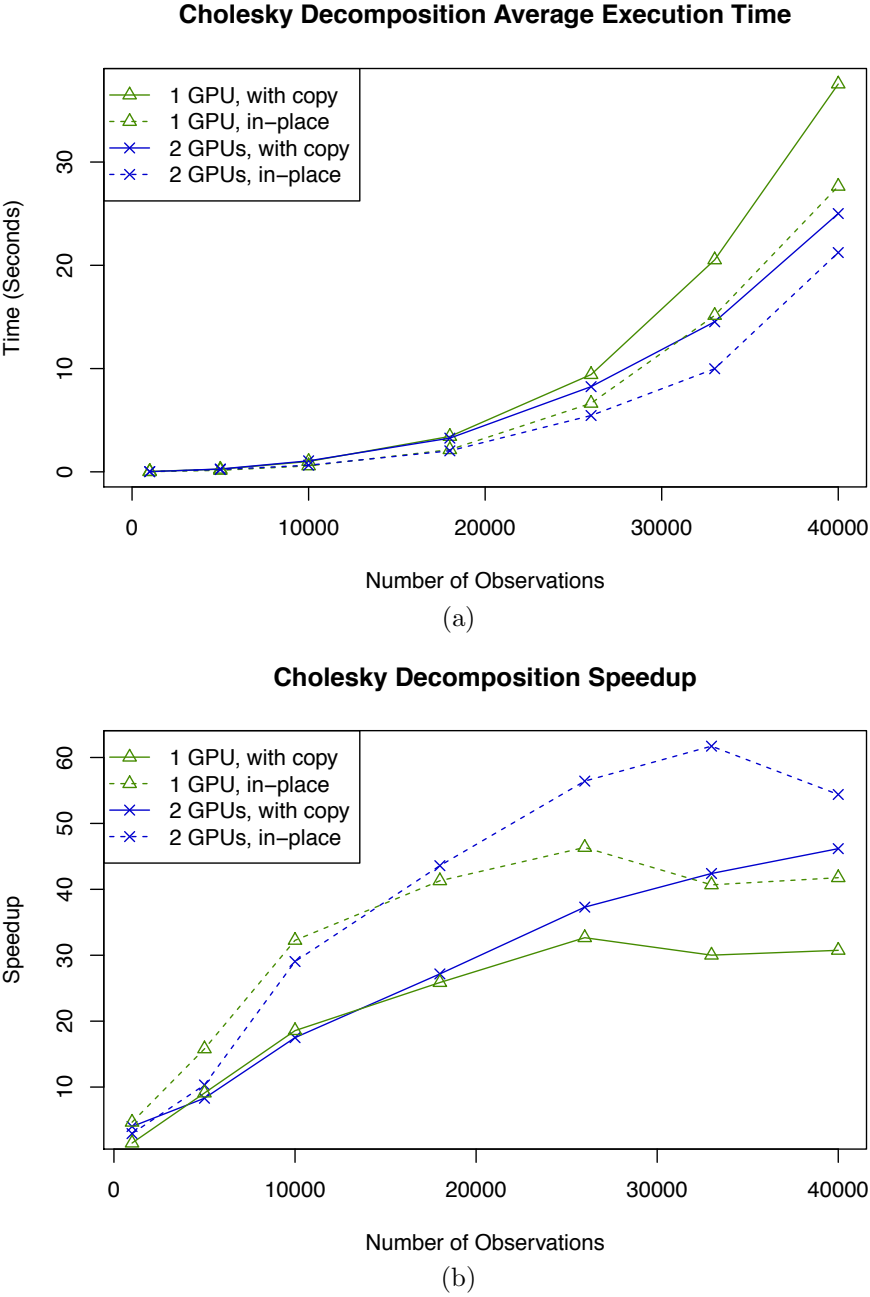 Cholesky Decomposition Average Execution Time
1 GPU, with copy
1 GPU, in−place
2 GPUs, with copy
2 GPUs, in−place
Time (Seconds)
30
20
10
0
0 10000 20000 30000 40000
Number of Observations
(a)
Cholesky Decomposition Speedup
1 GPU, with copy
1 GPU, in−place
2 GPUs, with copy
2 GPUs, in−place
Speedup
60
50
40
30
20
10
0 10000 20000 30000 40000
Number of Observations
(b)